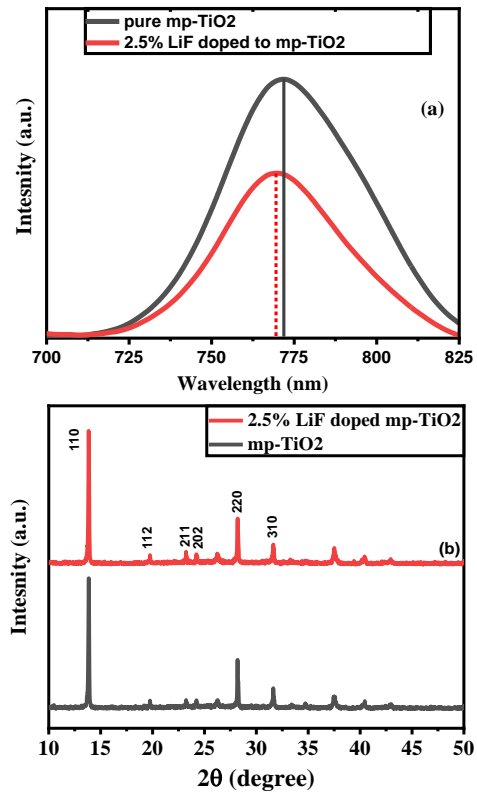 pure mp-TiO2
2.5% LiF doped to mp-TiO2
(a)
Intesnity (a.u.)
700 725 750 775 800 825
Wavelength (nm)
2.5% LiF doped mp-TiO2
mp-TiO2
110
112
211
202
220
310
(b)
Intesnity (a.u.)
10 15 20 25 30 35 40 45 50
2θ (degree)